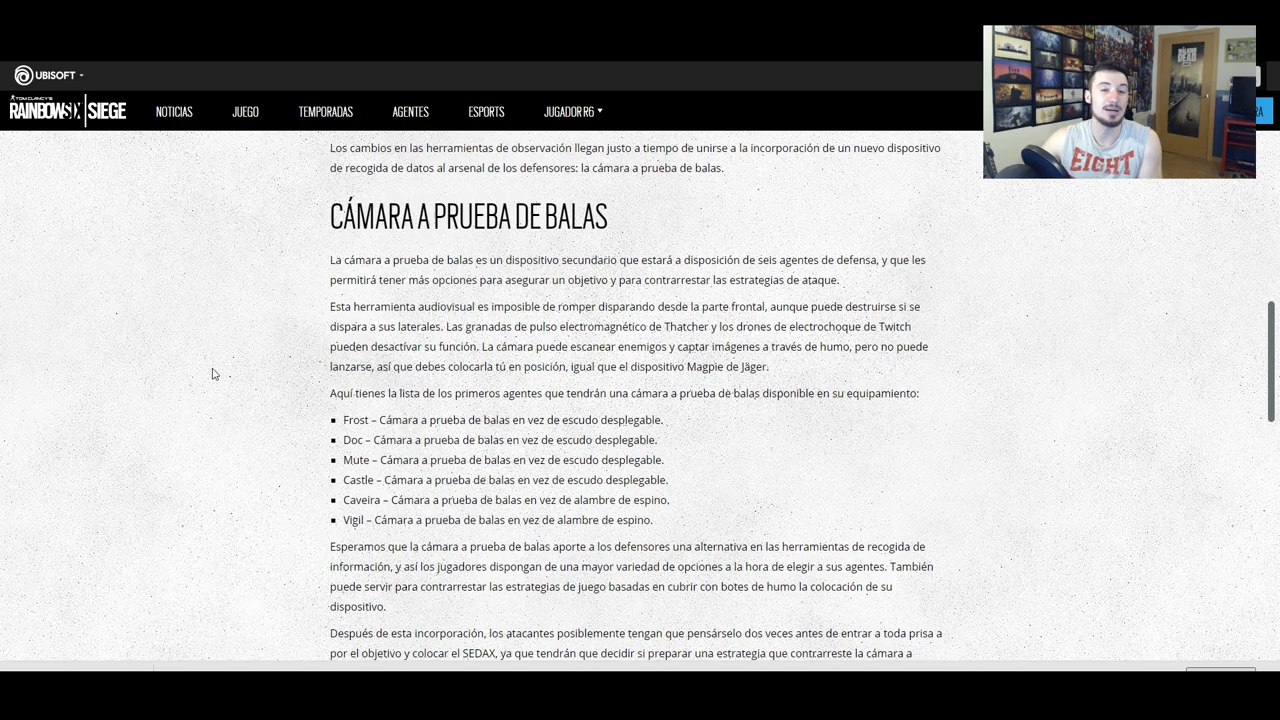 UBISOFT
TOM CLANCY'S
RAINBOW SIX | SIEGE
NOTICIAS
JUEGO
TEMPORADAS
AGENTES
ESPORTS
JUGADOR R6
RA
THE WALKING
DEAD
EIGHT
Los cambios en las herramientas de observación llegan justo a tiempo de unirse a la incorporación de un nuevo dispositivo
de recogida de datos al arsenal de los defensores: la cámara a prueba de balas.
CÁMARA A PRUEBA DE BALAS
La cámara a prueba de balas es un dispositivo secundario que estará a disposición de seis agentes de defensa, y que les
permitirá tener más opciones para asegurar un objetivo y para contrarrestar las estrategias de ataque.
Esta herramienta audiovisual es imposible de romper disparando desde la parte frontal, aunque puede destruirse si se
dispara a sus laterales. Las granadas de pulso electromagnético de Thatcher y los drones de electrochoque de Twitch
pueden desactivar su función. La cámara puede escanear enemigos y captar imágenes a través de humo, pero no puede
lanzarse, así que debes colocarla tú en posición, igual que el dispositivo Magpie de Jäger.
Aquí tienes la lista de los primeros agentes que tendrán una cámara a prueba de balas disponible en su equipamiento:
▪ Frost – Cámara a prueba de balas en vez de escudo desplegable.
▪ Doc – Cámara a prueba de balas en vez de escudo desplegable.
▪ Mute – Cámara a prueba de balas en vez de escudo desplegable.
▪ Castle – Cámara a prueba de balas en vez de escudo desplegable.
▪ Caveira – Cámara a prueba de balas en vez de alambre de espino.
▪ Vigil – Cámara a prueba de balas en vez de alambre de espino.
Esperamos que la cámara a prueba de balas aporte a los defensores una alternativa en las herramientas de recogida de
información, y así los jugadores dispongan de una mayor variedad de opciones a la hora de elegir a sus agentes. También
puede servir para contrarrestar las estrategias de juego basadas en cubrir con botes de humo la colocación de su
dispositivo.
Después de esta incorporación, los atacantes posiblemente tengan que pensárselo dos veces antes de entrar a toda prisa a
por el objetivo y colocar el SEDAX, ya que tendrán que decidir si preparar una estrategia que contrarreste la cámara a